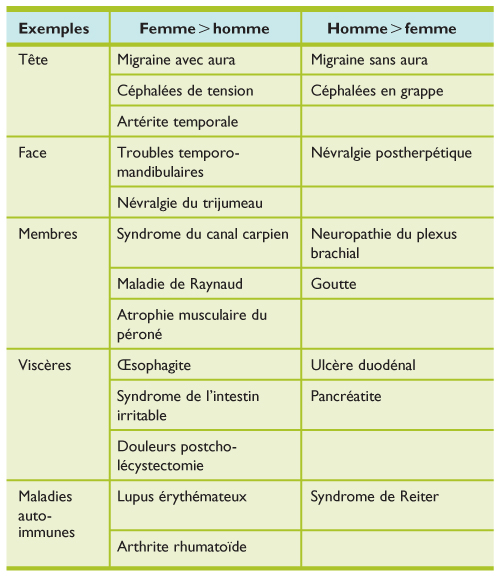 Exemples Femme > homme Homme > femme
Tête Migraine avec aura Migraine sans aura
Céphalées de tension Céphalées en grappe
Artérite temporale
Face Troubles temporo- Névralgie postherpétique
mandibulaires
Névralgie du trijumeau
Membres Syndrome du canal carpien Neuropathie du plexus
brachial
Maladie de Raynaud Goutte
Atrophie musculaire du
péroné
Viscères Œsophagite Ulcère duodénal
Syndrome de l'intestin Pancréatite
irritable
Douleurs postcho-
lécystectomie
Maladies Lupus érythémateux Syndrome de Reiter
auto-
immunes
Arthrite rhumatoïde